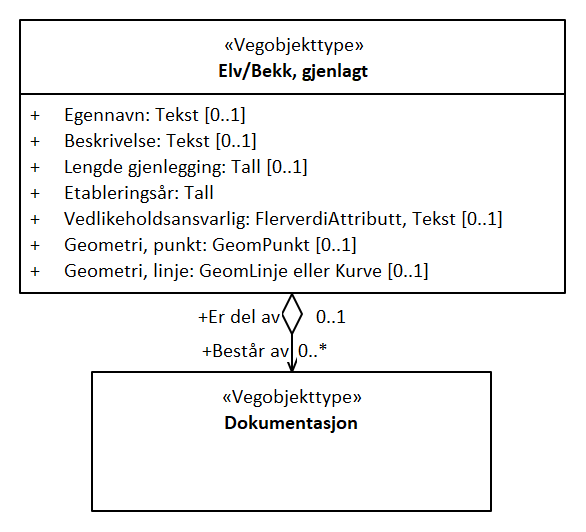 «Vegobjekttype»
Elv/Bekk, gjenlagt
+ Egennavn: Tekst [0..1]
+ Beskrivelse: Tekst [0..1]
+ Lengde gjenlegging: Tall [0..1]
+ Etableringsår: Tall
+ Vedlikeholdsansvarlig: FlerverdiAttributt, Tekst [0..1]
+ Geometri, punkt: GeomPunkt [0..1]
+ Geometri, linje: GeomLinje eller Kurve [0..1]
+Er del av 0..1
+Består av 0..*
«Vegobjekttype»
Dokumentasjon